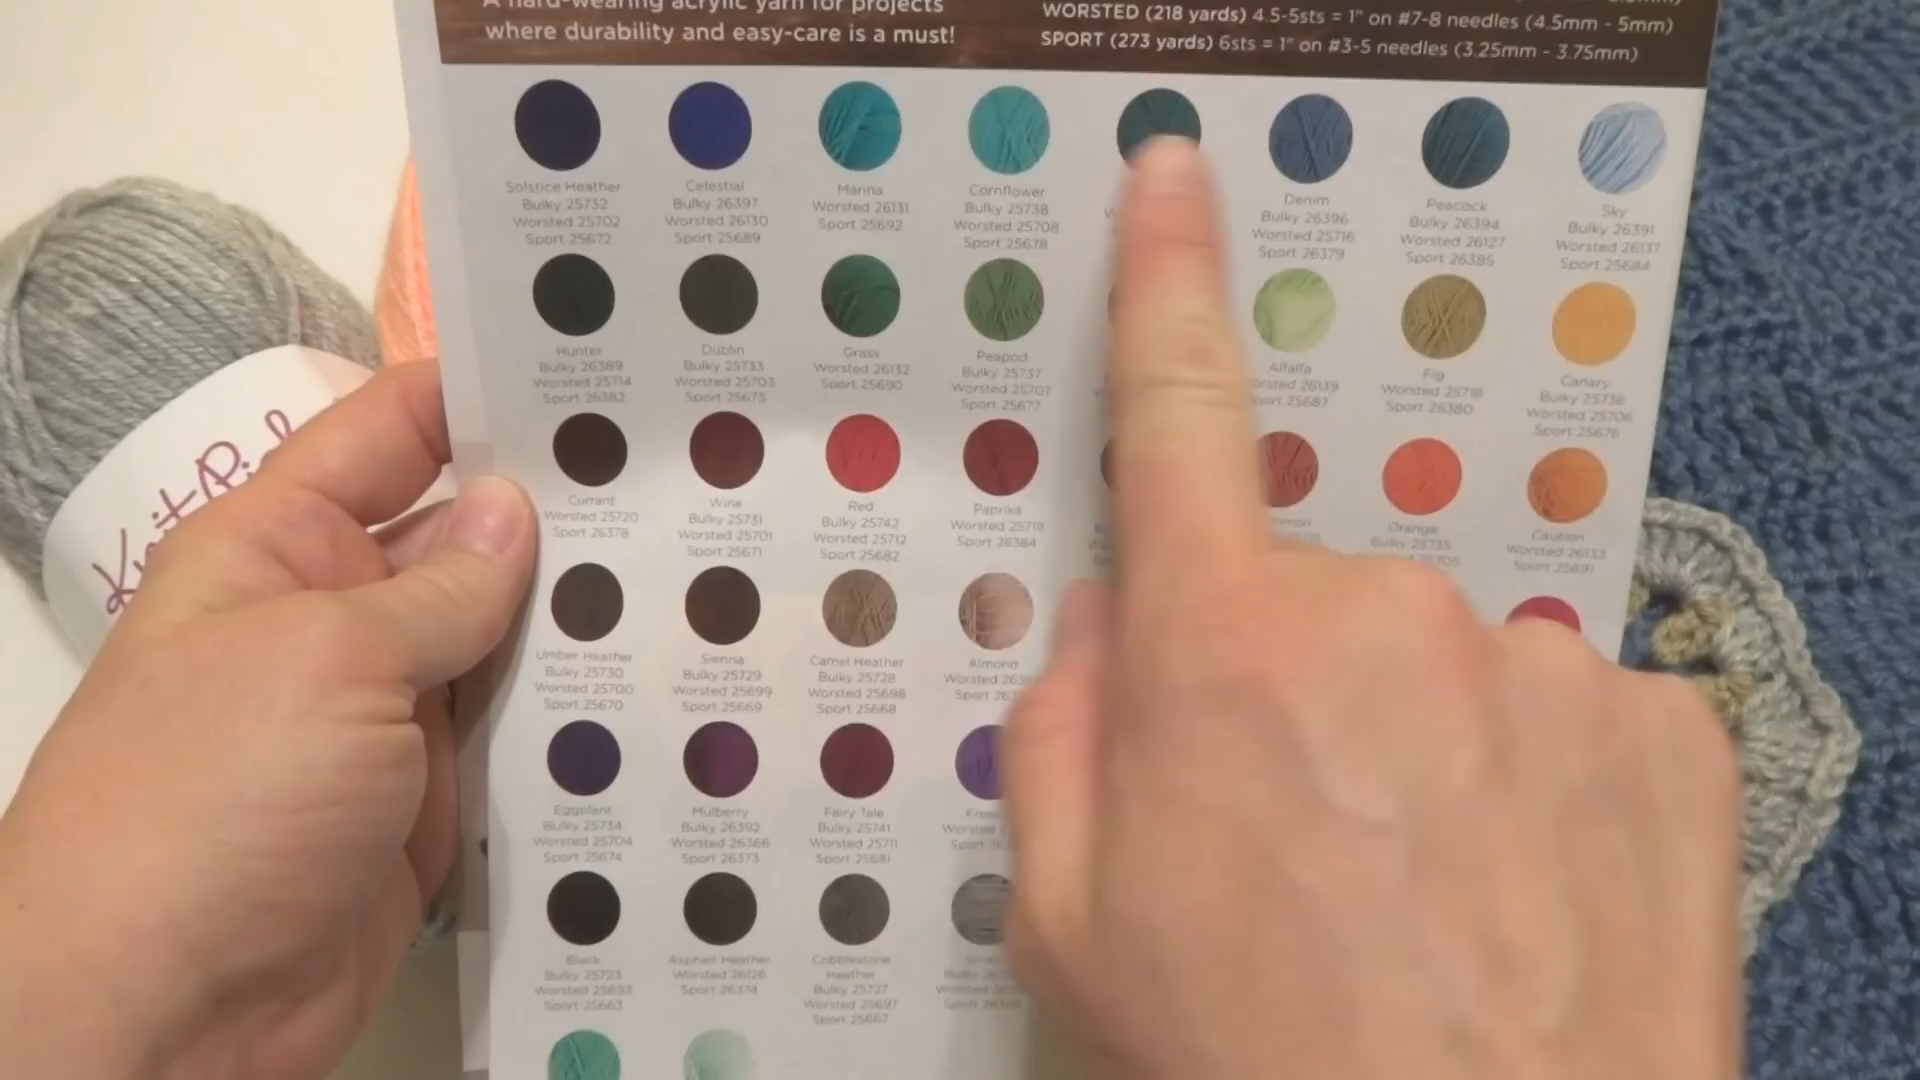 A hard-wearing acrylic yarn for projects
where durability and easy-care is a must!
WORSTED (218 yards) 4.5-5sts = 1" on #7-8 needles (4.5mm - 5mm)
SPORT (273 yards) 6sts = 1" on #3-5 needles (3.25mm - 3.75mm)
Solstice Heather
Bulky 25732
Worsted 25702
Sport 25672
Celestial
Bulky 26397
Worsted 26130
Sport 25689
Marina
Worsted 26131
Sport 25692
Cornflower
Bulky 25738
Worsted 25708
Sport 25678
Denim
Bulky 26396
Worsted 25716
Sport 26379
Peacock
Bulky 26394
Worsted 26127
Sport 26385
Sky
Bulky 26391
Worsted 26137
Sport 25684
Hunter
Bulky 26389
Worsted 25714
Sport 26382
Dublin
Bulky 25733
Worsted 25703
Sport 25673
Grass
Worsted 26132
Sport 25690
Peapod
Bulky 25737
Worsted 25707
Sport 25677
Alfalfa
26139
25687
Fig
Worsted 25718
Sport 26380
Canary
Bulky 25736
Worsted 25706
Sport 25676
Currant
Worsted 25720
Sport 26378
Wine
Bulky 25731
Worsted 25701
Sport 25671
Red
Bulky 25742
Worsted 25712
Sport 25682
Paprika
Worsted 25719
Sport 26384
Orange
Bulky 25735
25705
Caution
Worsted 26133
Sport 25691
Umber Heather
Bulky 25730
Worsted 25700
Sport 25670
Sienna
Bulky 25729
Worsted 25699
Sport 25669
Camel Heather
Bulky 25728
Worsted 25698
Sport 25668
Almond
Worsted
Sport
Eggplant
Bulky 25734
Worsted 25704
Sport 25674
Mulberry
Bulky 26392
Worsted 26366
Sport 26373
Fairy Tale
Bulky 25741
Worsted 25711
Sport 25681
Worsted
Sport
Black
Bulky 25723
Worsted 25693
Sport 25663
Asphalt Heather
Worsted 26126
Sport 26374
Cobblestone
Heather
Bulky 25727
Worsted 25697
Sport 25667